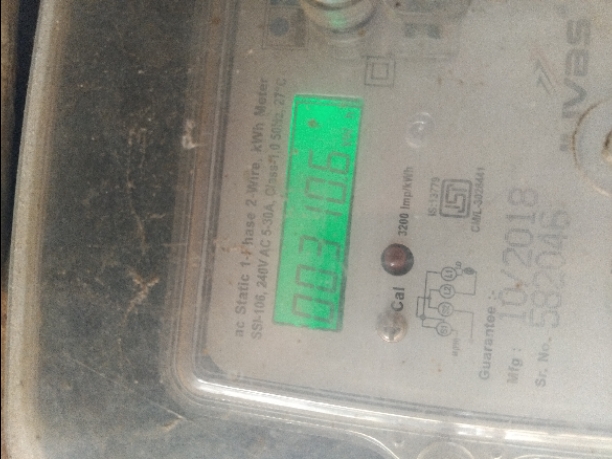 ac Static 1-Phase 2-Wire, kWh Meter
SSI-106, 240V AC 5-30A, Class-1.0 50Hz, 27°C
003106
Cal
3200 Imp/kWh
IS:13779
Guarantee
Mfg : 10/2018
Sr. No. 582046